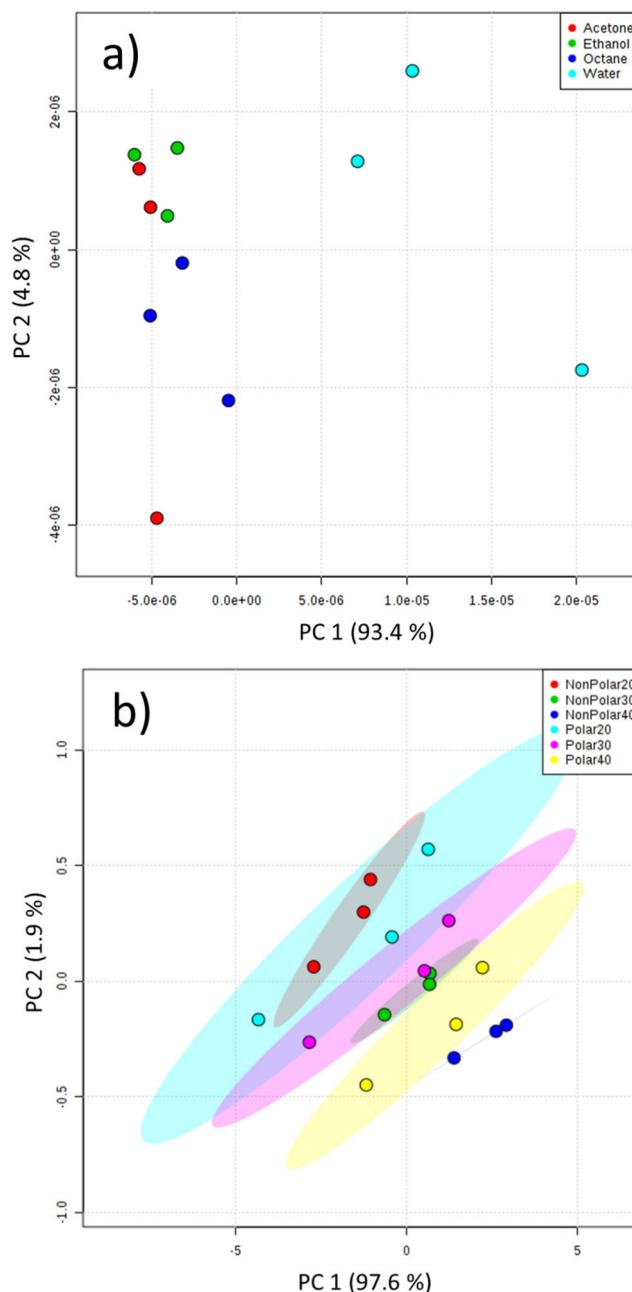 a)
Acetone
Ethanol
Octane
Water
2e-06
0e+00
-2e-06
-4e-06
PC 2 (4.8 %)
-5.0e-06 0.0e+00 5.0e-06 1.0e-05 1.5e-05 2.0e-05
PC 1 (93.4 %)
b)
NonPolar20
NonPolar30
NonPolar40
Polar20
Polar30
Polar40
1.0
0.5
0.0
-0.5
-1.0
PC 2 (1.9 %)
-5 0 5
PC 1 (97.6 %)